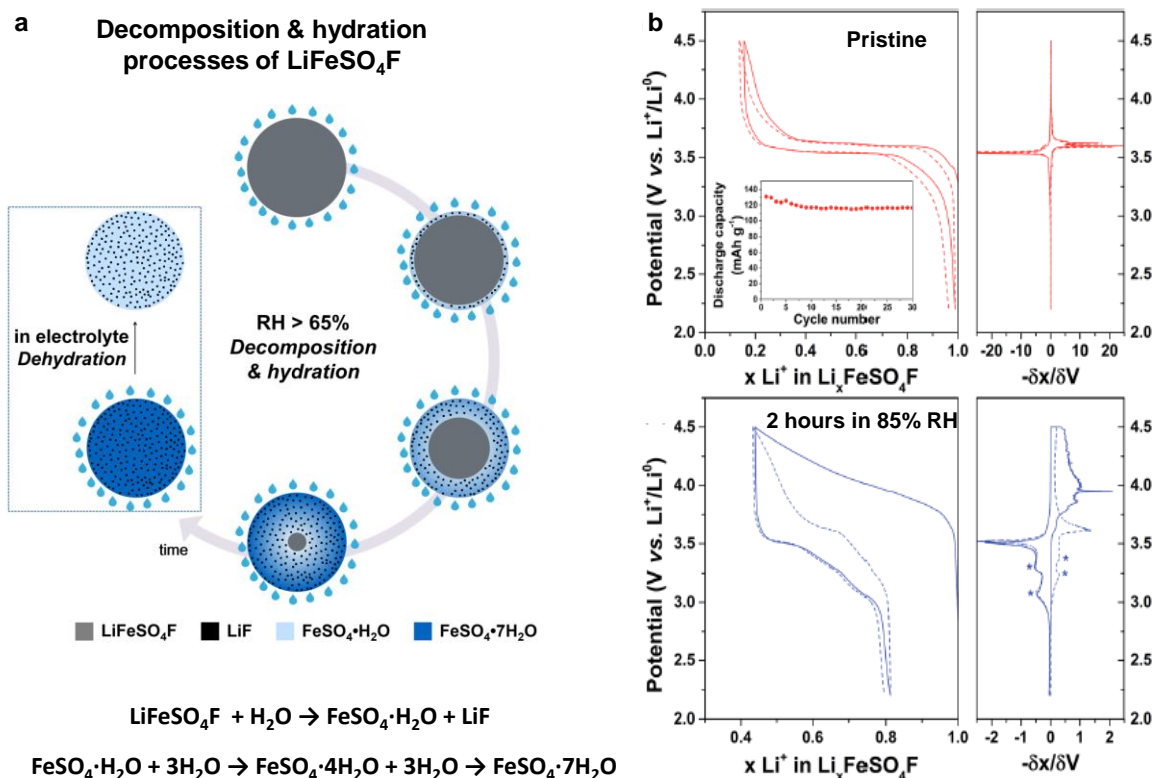 a
Decomposition & hydration
processes of LiFeSO₄F
in electrolyte
Dehydration
RH > 65%
Decomposition
& hydration
time
LiFeSO₄F
LiF
FeSO₄•H₂O
FeSO₄•7H₂O
LiFeSO₄F + H₂O → FeSO₄·H₂O + LiF
FeSO₄·H₂O + 3H₂O → FeSO₄·4H₂O + 3H₂O → FeSO₄·7H₂O
b
Pristine
Potential (V vs. Li⁺/Li⁰)
4.5
4.0
3.5
3.0
2.5
2.0
Discharge capacity
(mAh g⁻¹)
140
120
100
80
60
40
20
0
0 5 10 15 20 25 30
Cycle number
0.0 0.2 0.4 0.6 0.8 1.0
x Li⁺ in LiₓFeSO₄F
4.5
4.0
3.5
3.0
2.5
2.0
-20 -10 0 10 20
-δx/δV
2 hours in 85% RH
Potential (V vs. Li⁺/Li⁰)
4.5
4.0
3.5
3.0
2.5
2.0
0.4 0.6 0.8 1.0
x Li⁺ in LiₓFeSO₄F
* *
*
*
4.5
4.0
3.5
3.0
2.5
2.0
-1 0 1 2
-δx/δV